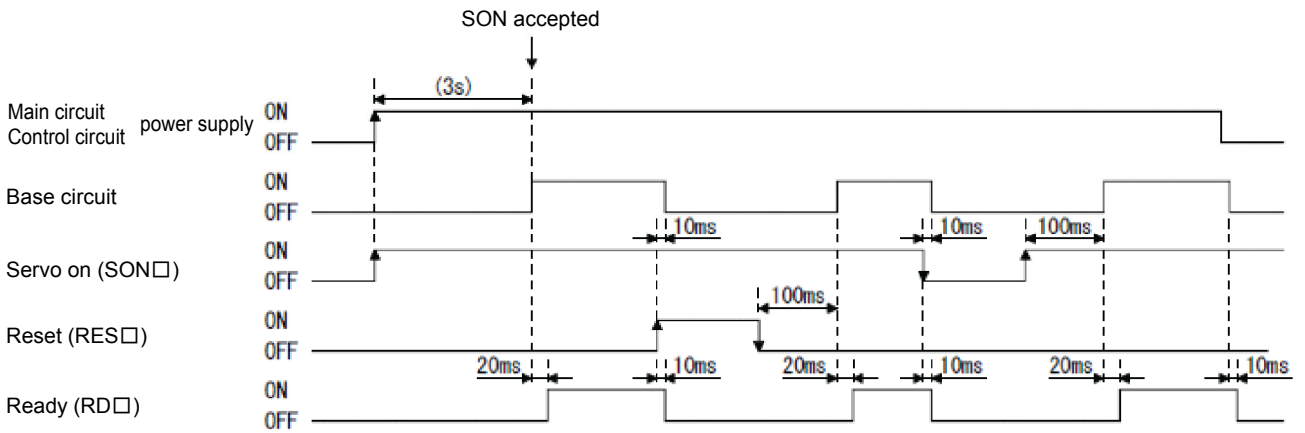 SON accepted
(3s)
Main circuit
Control circuit power supply
ON
OFF
Base circuit
ON
OFF
10ms
10ms
100ms
Servo on (SON□)
ON
OFF
100ms
Reset (RES□)
ON
OFF
20ms
10ms
20ms
10ms
20ms
10ms
Ready (RD□)
ON
OFF